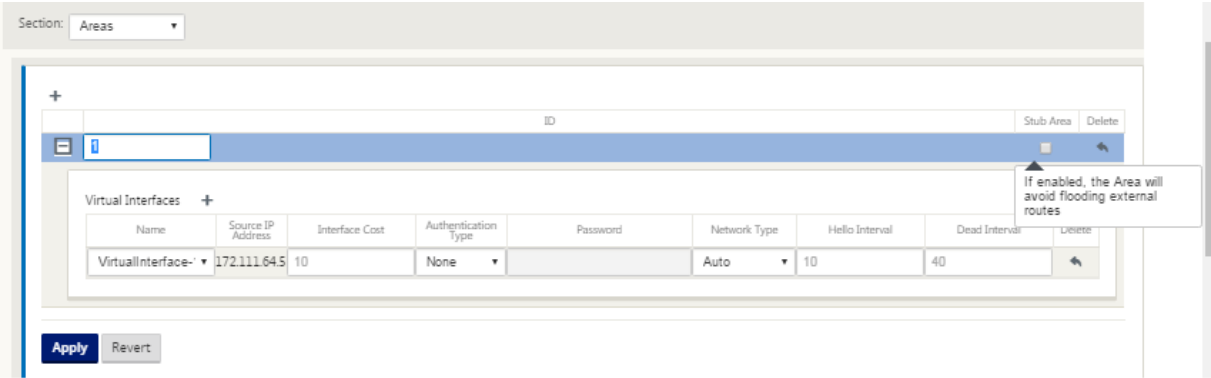 Section: Areas
+
ID Stub Area Delete
1
If enabled, the Area will
avoid flooding external
routes
Virtual Interfaces +
Name Source IP Address Interface Cost Authentication Type Password Network Type Hello Interval Dead Interval Delete
VirtualInterface- 172.111.64.5 10 None Auto 10 40
Apply Revert